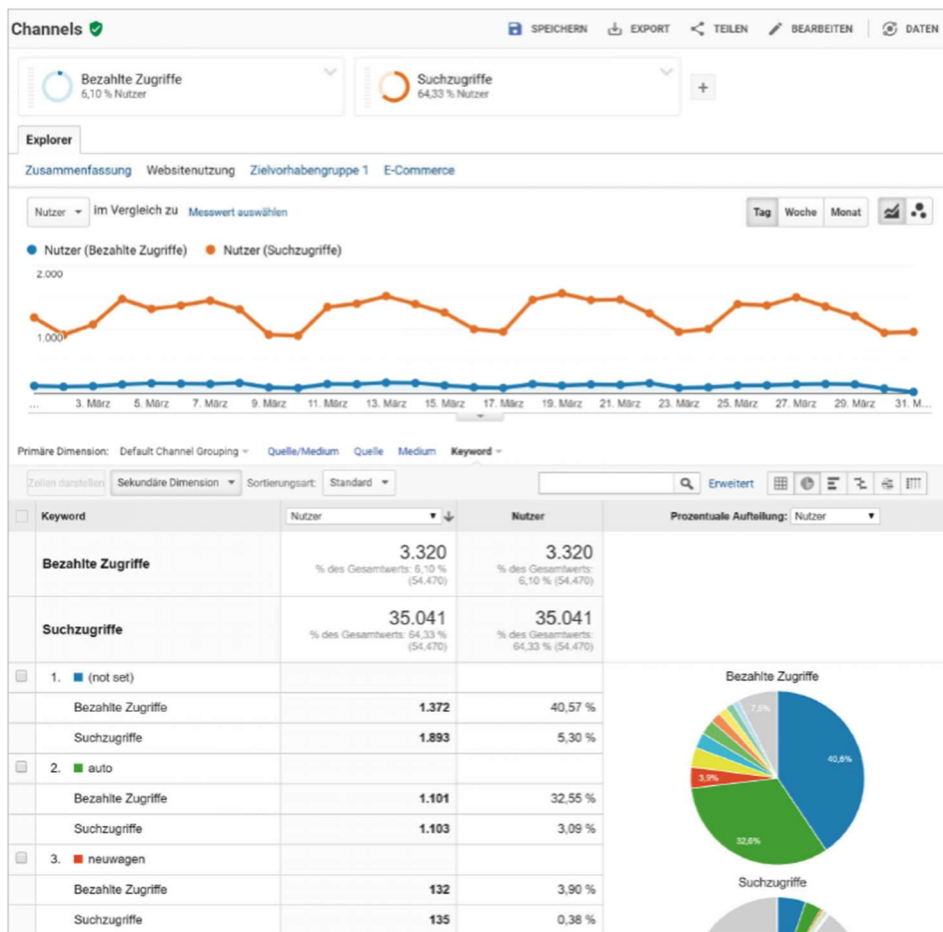 Channels
SPEICHERN EXPORT TEILEN BEARBEITEN DATEN
Bezahlte Zugriffe
6,10 % Nutzer
Suchzugriffe
64,33 % Nutzer
+
Explorer
Zusammenfassung Websitenutzung Zielvorhabengruppe 1 E-Commerce
Nutzer im Vergleich zu Messwert auswählen
Tag Woche Monat
Nutzer (Bezahlte Zugriffe) Nutzer (Suchzugriffe)
2.000
1.000
... 3. März 5. März 7. März 9. März 11. März 13. März 15. März 17. März 19. März 21. März 23. März 25. März 27. März 29. März 31. M...
Primäre Dimension: Default Channel Grouping Quelle/Medium Quelle Medium Keyword
Zeilen darstellen Sekundäre Dimension Sortierungsart: Standard Erweitert
Keyword Nutzer Nutzer Prozentuale Aufteilung: Nutzer
Bezahlte Zugriffe
3.320
% des Gesamtwerts: 6,10 %
(54.470)
3.320
% des Gesamtwerts:
6,10 % (54.470)
Suchzugriffe
35.041
% des Gesamtwerts: 64,33 %
(54.470)
35.041
% des Gesamtwerts:
64,33 % (54.470)
1. (not set)
Bezahlte Zugriffe 1.372 40,57 %
Suchzugriffe 1.893 5,30 %
2. auto
Bezahlte Zugriffe 1.101 32,55 %
Suchzugriffe 1.103 3,09 %
3. neuwagen
Bezahlte Zugriffe 132 3,90 %
Suchzugriffe 135 0,38 %
Bezahlte Zugriffe
7,5%
40,6%
3,9%
32,6%
Suchzugriffe